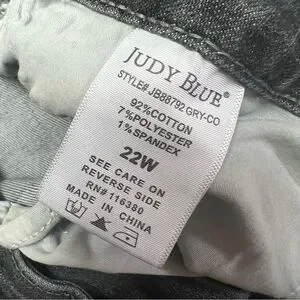 JUDY BLUE®
STYLE# JB88792 GRY-CO
92%COTTON
7%POLYESTER
1%SPANDEX
22W
SEE CARE ON
REVERSE SIDE
RN# 116380
MADE IN CHINA